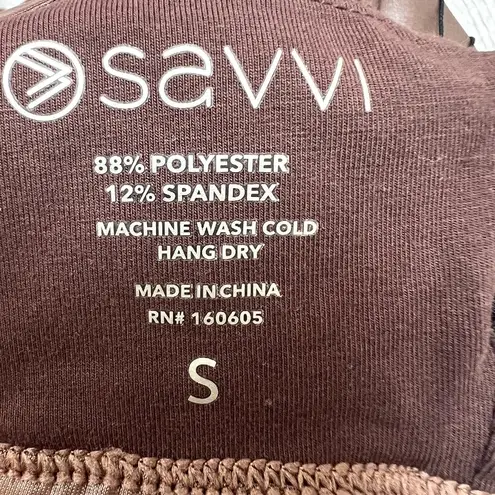 savvi
88% POLYESTER
12% SPANDEX
MACHINE WASH COLD
HANG DRY
MADE IN CHINA
RN# 160605
S